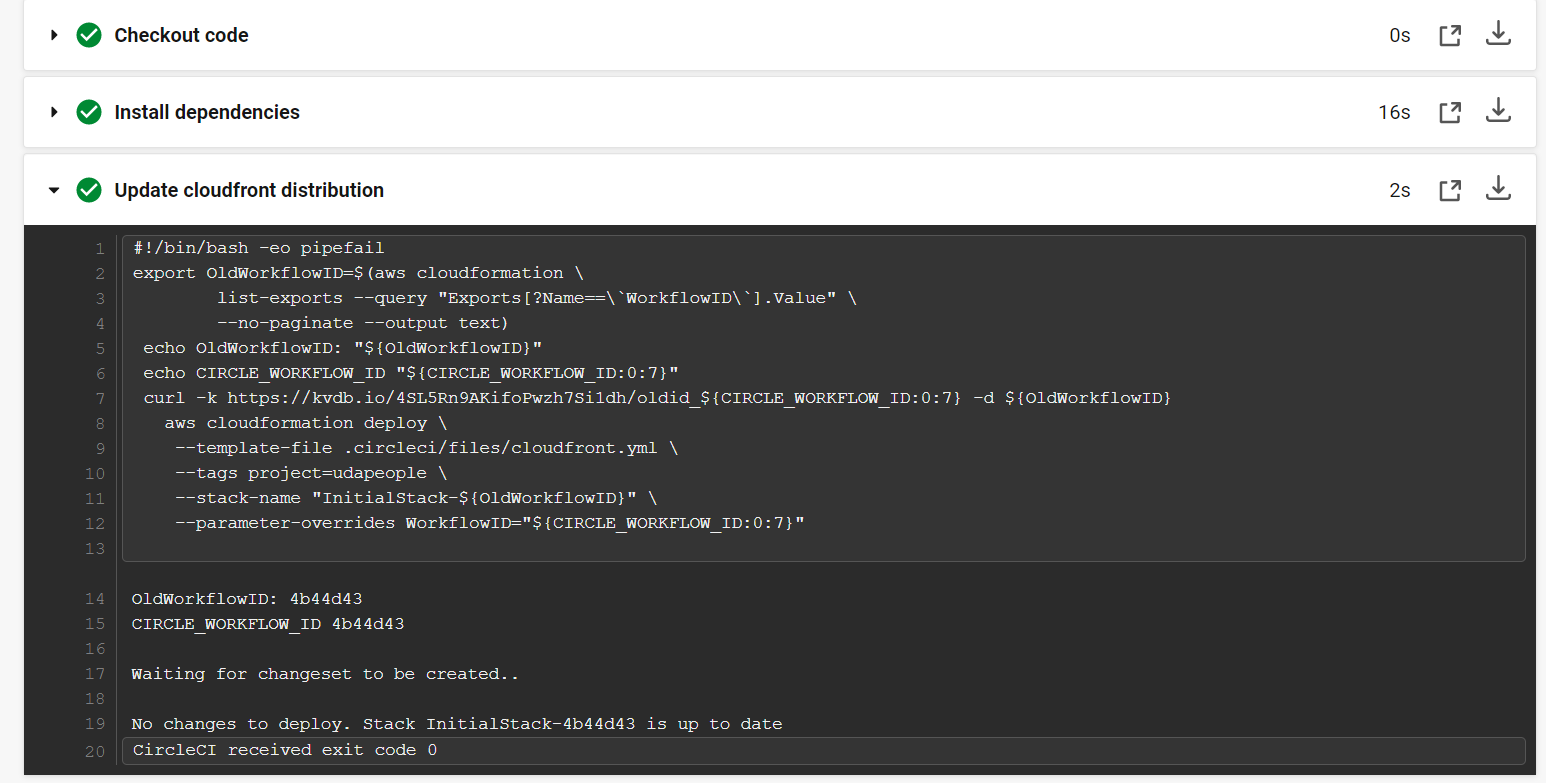 Checkout code 0s
Install dependencies 16s
Update cloudfront distribution 2s
1 #!/bin/bash -eo pipefail
2 export OldWorkflowID=$(aws cloudformation \
3 list-exports --query "Exports[?Name==\`WorkflowID\`].Value" \
4 --no-paginate --output text)
5 echo OldWorkflowID: "${OldWorkflowID}"
6 echo CIRCLE_WORKFLOW_ID "${CIRCLE_WORKFLOW_ID:0:7}"
7 curl -k https://kvdb.io/4SL5Rn9AKifoPwzh7Si1dh/oldid_${CIRCLE_WORKFLOW_ID:0:7} -d ${OldWorkflowID}
8 aws cloudformation deploy \
9 --template-file .circleci/files/cloudfront.yml \
10 --tags project=udapeople \
11 --stack-name "InitialStack-${OldWorkflowID}" \
12 --parameter-overrides WorkflowID="${CIRCLE_WORKFLOW_ID:0:7}"
13
14 OldWorkflowID: 4b44d43
15 CIRCLE_WORKFLOW_ID 4b44d43
16
17 Waiting for changeset to be created..
18
19 No changes to deploy. Stack InitialStack-4b44d43 is up to date
20 CircleCI received exit code 0